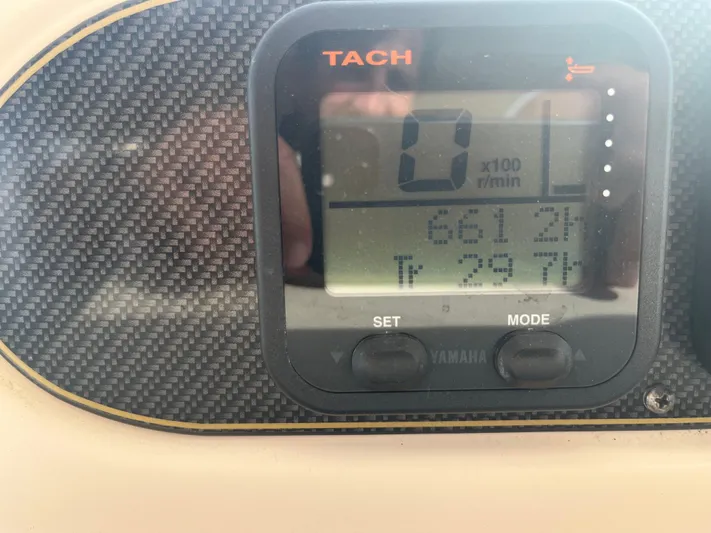 TACH
0 x100
r/min
661 2h
Tr 29 7h
SET MODE
YAMAHA